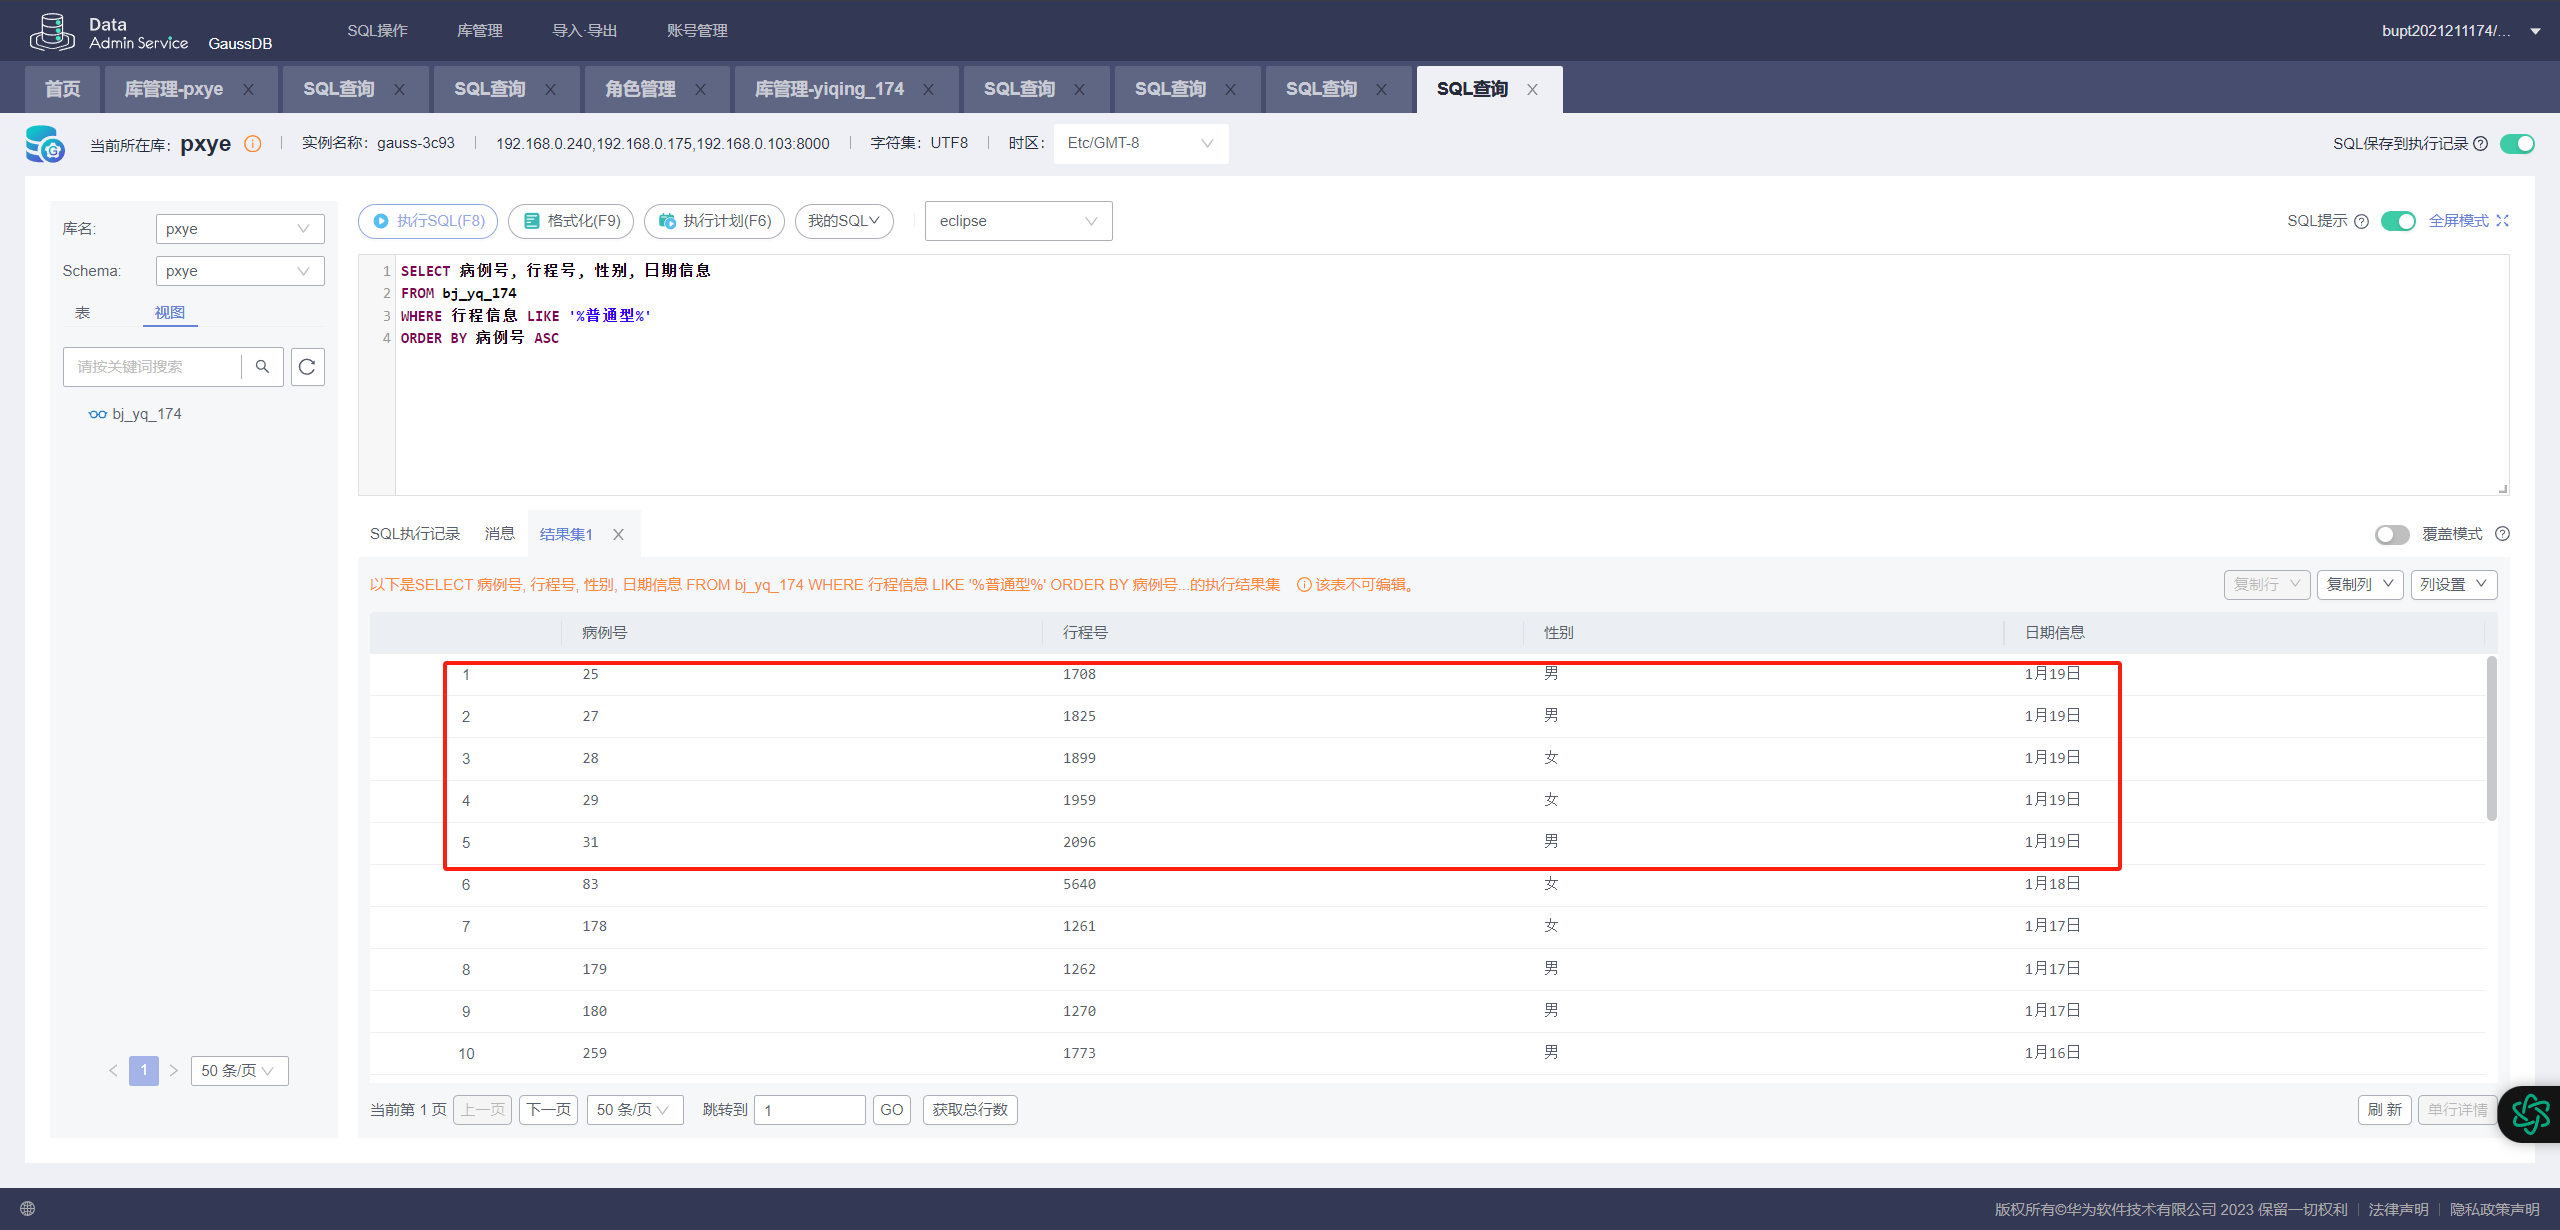 Data
Admin Service GaussDB SQL操作 库管理 导入·导出 账号管理 bupt2021211174/...
首页 库管理-pxye SQL查询 SQL查询 角色管理 库管理-yiqing_174 SQL查询 SQL查询 SQL查询 SQL查询
当前所在库: pxye 实例名称: gauss-3c93 192.168.0.240,192.168.0.175,192.168.0.103:8000 字符集: UTF8 时区: Etc/GMT-8 SQL保存到执行记录
库名: pxye
Schema: pxye
表 视图
请按关键词搜索
bj_yq_174
1 50 条/页
执行SQL(F8) 格式化(F9) 执行计划(F6) 我的SQL eclipse SQL提示 全屏模式
1 SELECT 病例号, 行程号, 性别, 日期信息
2 FROM bj_yq_174
3 WHERE 行程信息 LIKE '%普通型%'
4 ORDER BY 病例号 ASC
SQL执行记录 消息 结果集1 覆盖模式
以下是SELECT 病例号, 行程号, 性别, 日期信息 FROM bj_yq_174 WHERE 行程信息 LIKE '%普通型%' ORDER BY 病例号...的执行结果集 该表不可编辑。 复制行 复制列 列设置
病例号 行程号 性别 日期信息
1 25 1708 男 1月19日
2 27 1825 男 1月19日
3 28 1899 女 1月19日
4 29 1959 女 1月19日
5 31 2096 男 1月19日
6 83 5640 女 1月18日
7 178 1261 女 1月17日
8 179 1262 男 1月17日
9 180 1270 男 1月17日
10 259 1773 男 1月16日
当前第 1 页 上一页 下一页 50 条/页 跳转到 1 GO 获取总行数 刷 新 单行详情
版权所有©华为软件技术有限公司 2023 保留一切权利 法律声明 隐私政策声明